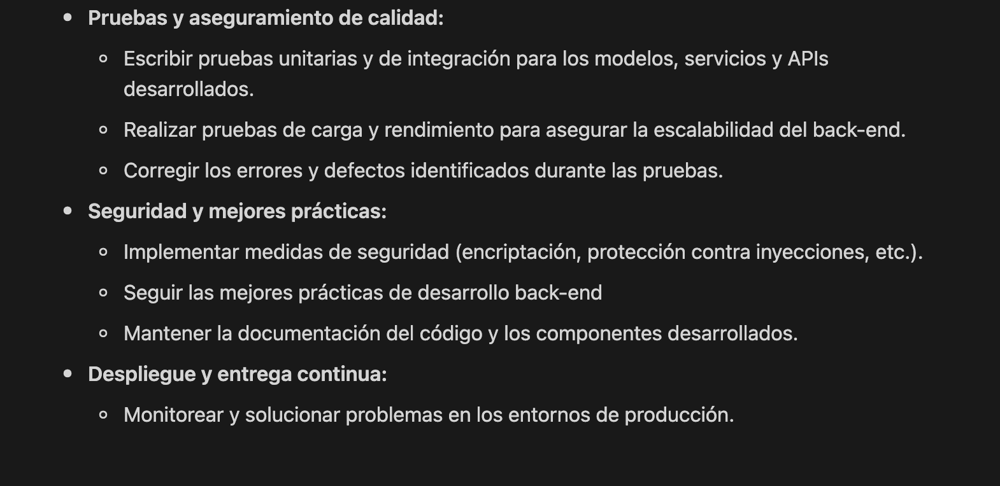 Pruebas y aseguramiento de calidad:
Escribir pruebas unitarias y de integración para los modelos, servicios y APIs
desarrollados.
Realizar pruebas de carga y rendimiento para asegurar la escalabilidad del back-end.
Corregir los errores y defectos identificados durante las pruebas.
Seguridad y mejores prácticas:
Implementar medidas de seguridad (encriptación, protección contra inyecciones, etc.).
Seguir las mejores prácticas de desarrollo back-end
Mantener la documentación del código y los componentes desarrollados.
Despliegue y entrega continua:
Monitorear y solucionar problemas en los entornos de producción.